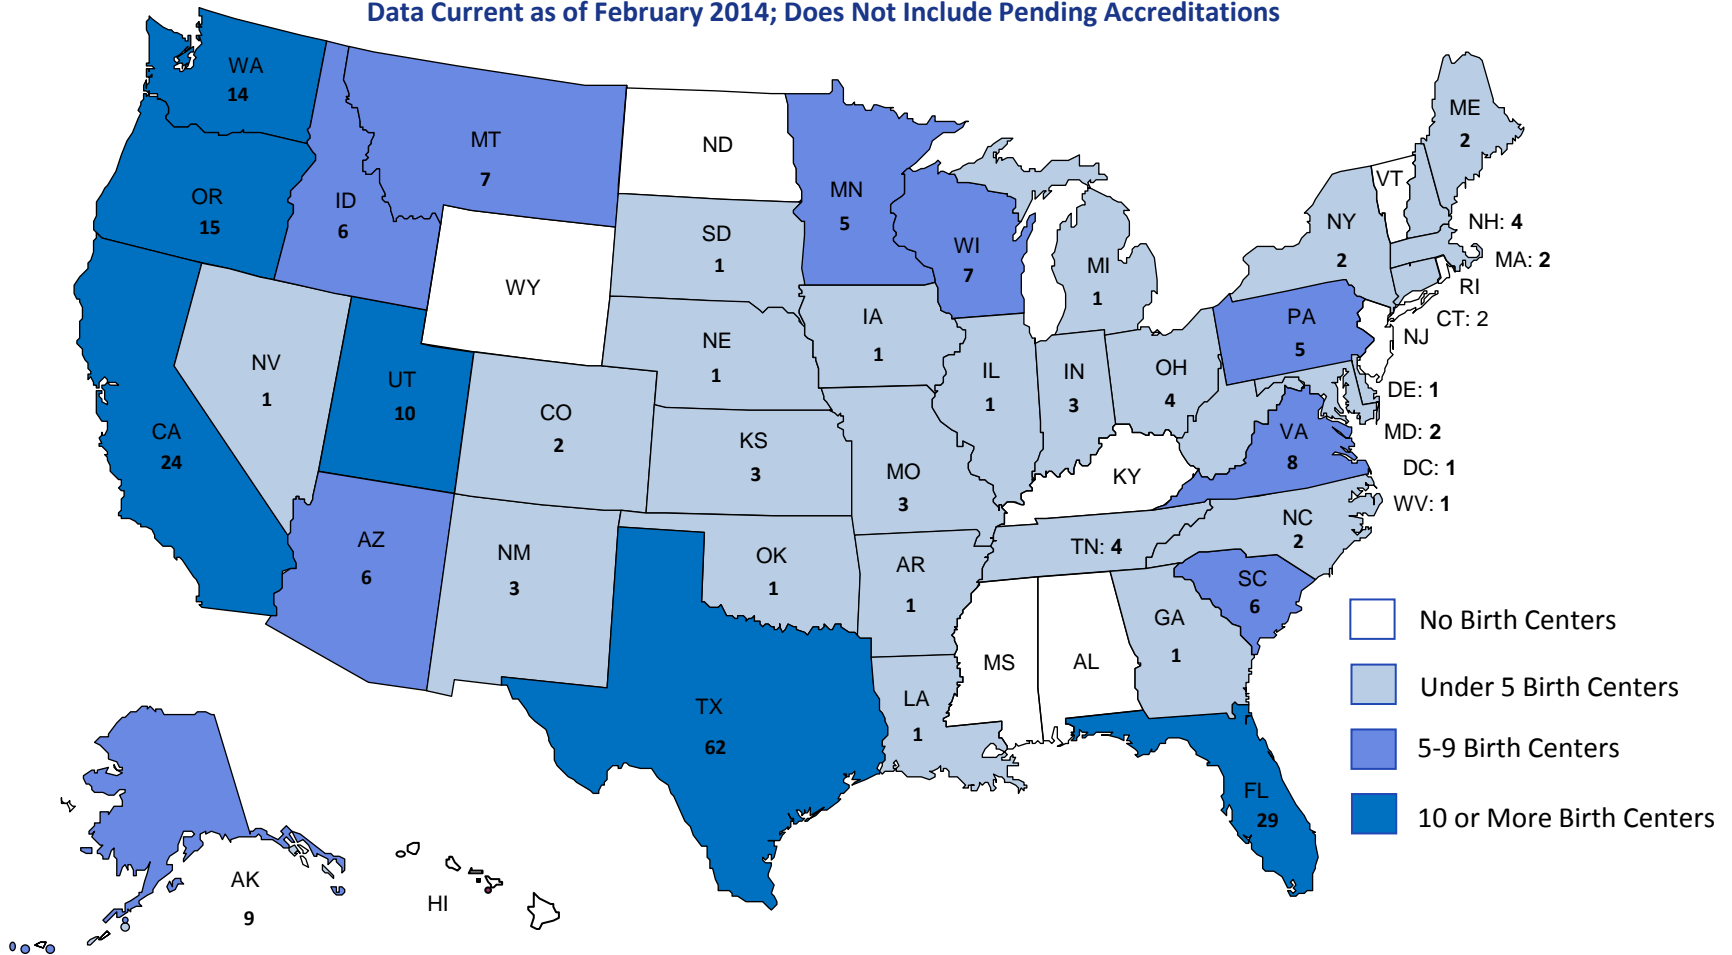 Data Current as of February 2014; Does Not Include Pending Accreditations
WA
14
OR
15
CA
24
ID
6
NV
1
MT
7
WY
UT
10
AZ
6
CO
2
NM
3
ND
SD
1
NE
1
KS
3
OK
1
TX
62
MN
5
IA
1
MO
3
AR
1
LA
1
WI
7
IL
1
MI
1
IN
3
OH
4
KY
TN: 4
MS
AL
GA
1
FL
29
SC
6
NC
2
VA
8
PA
5
NY
2
VT
ME
2
NH: 4
MA: 2
RI
CT: 2
NJ
DE: 1
MD: 2
DC: 1
WV: 1
AK
9
HI
No Birth Centers
Under 5 Birth Centers
5-9 Birth Centers
10 or More Birth Centers